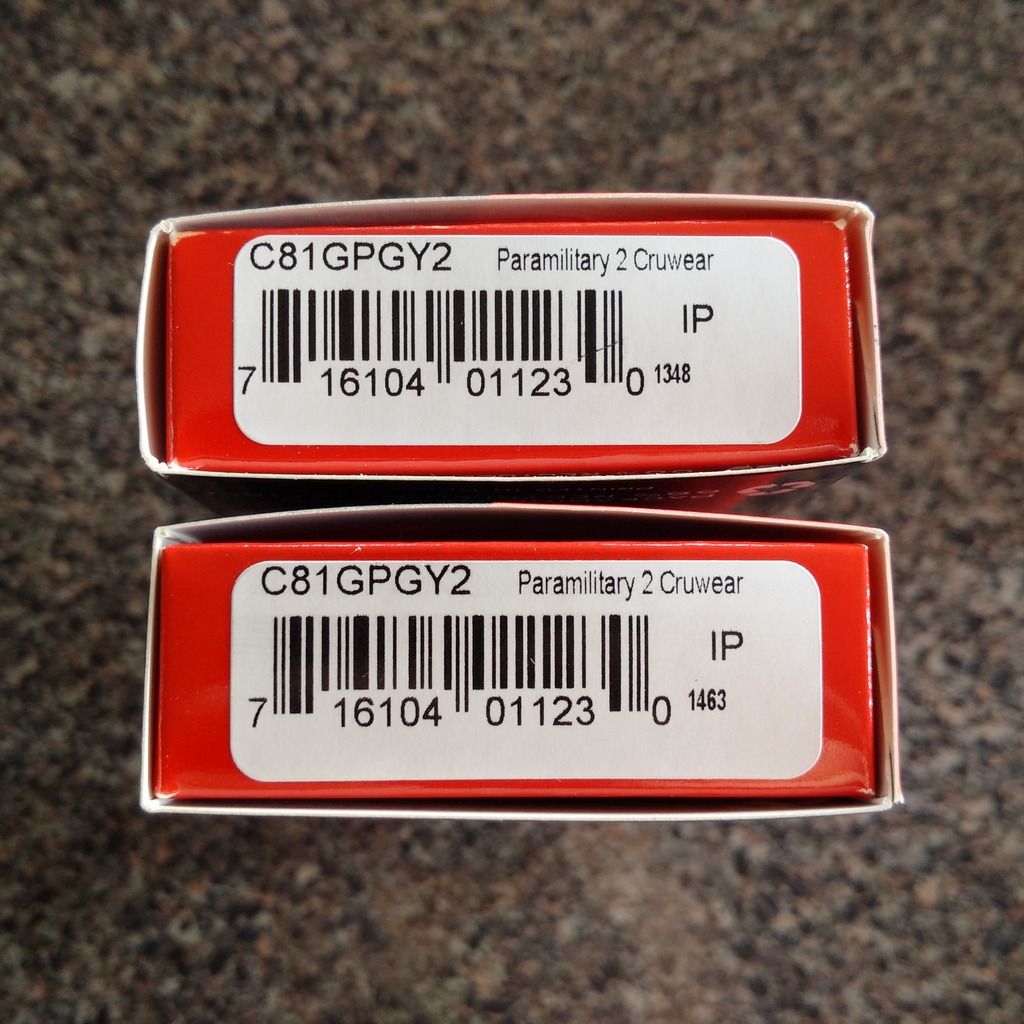 C81GPGY2 Paramilitary 2 Cruwear
IP
7 16104 01123 0 1348
C81GPGY2 Paramilitary 2 Cruwear
IP
7 16104 01123 0 1463